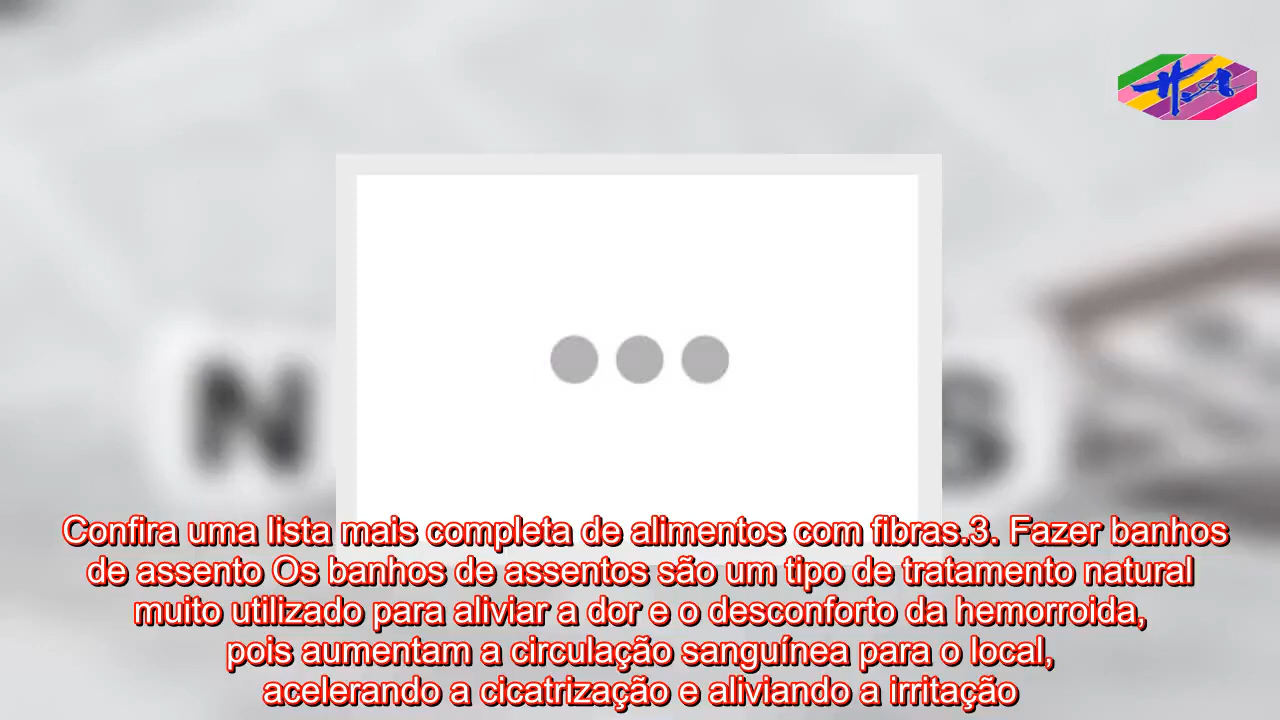 HA
N
S
Confira uma lista mais completa de alimentos com fibras.3. Fazer banhos
de assento Os banhos de assentos são um tipo de tratamento natural
muito utilizado para aliviar a dor e o desconforto da hemorroida,
pois aumentam a circulação sanguínea para o local,
acelerando a cicatrização e aliviando a irritação